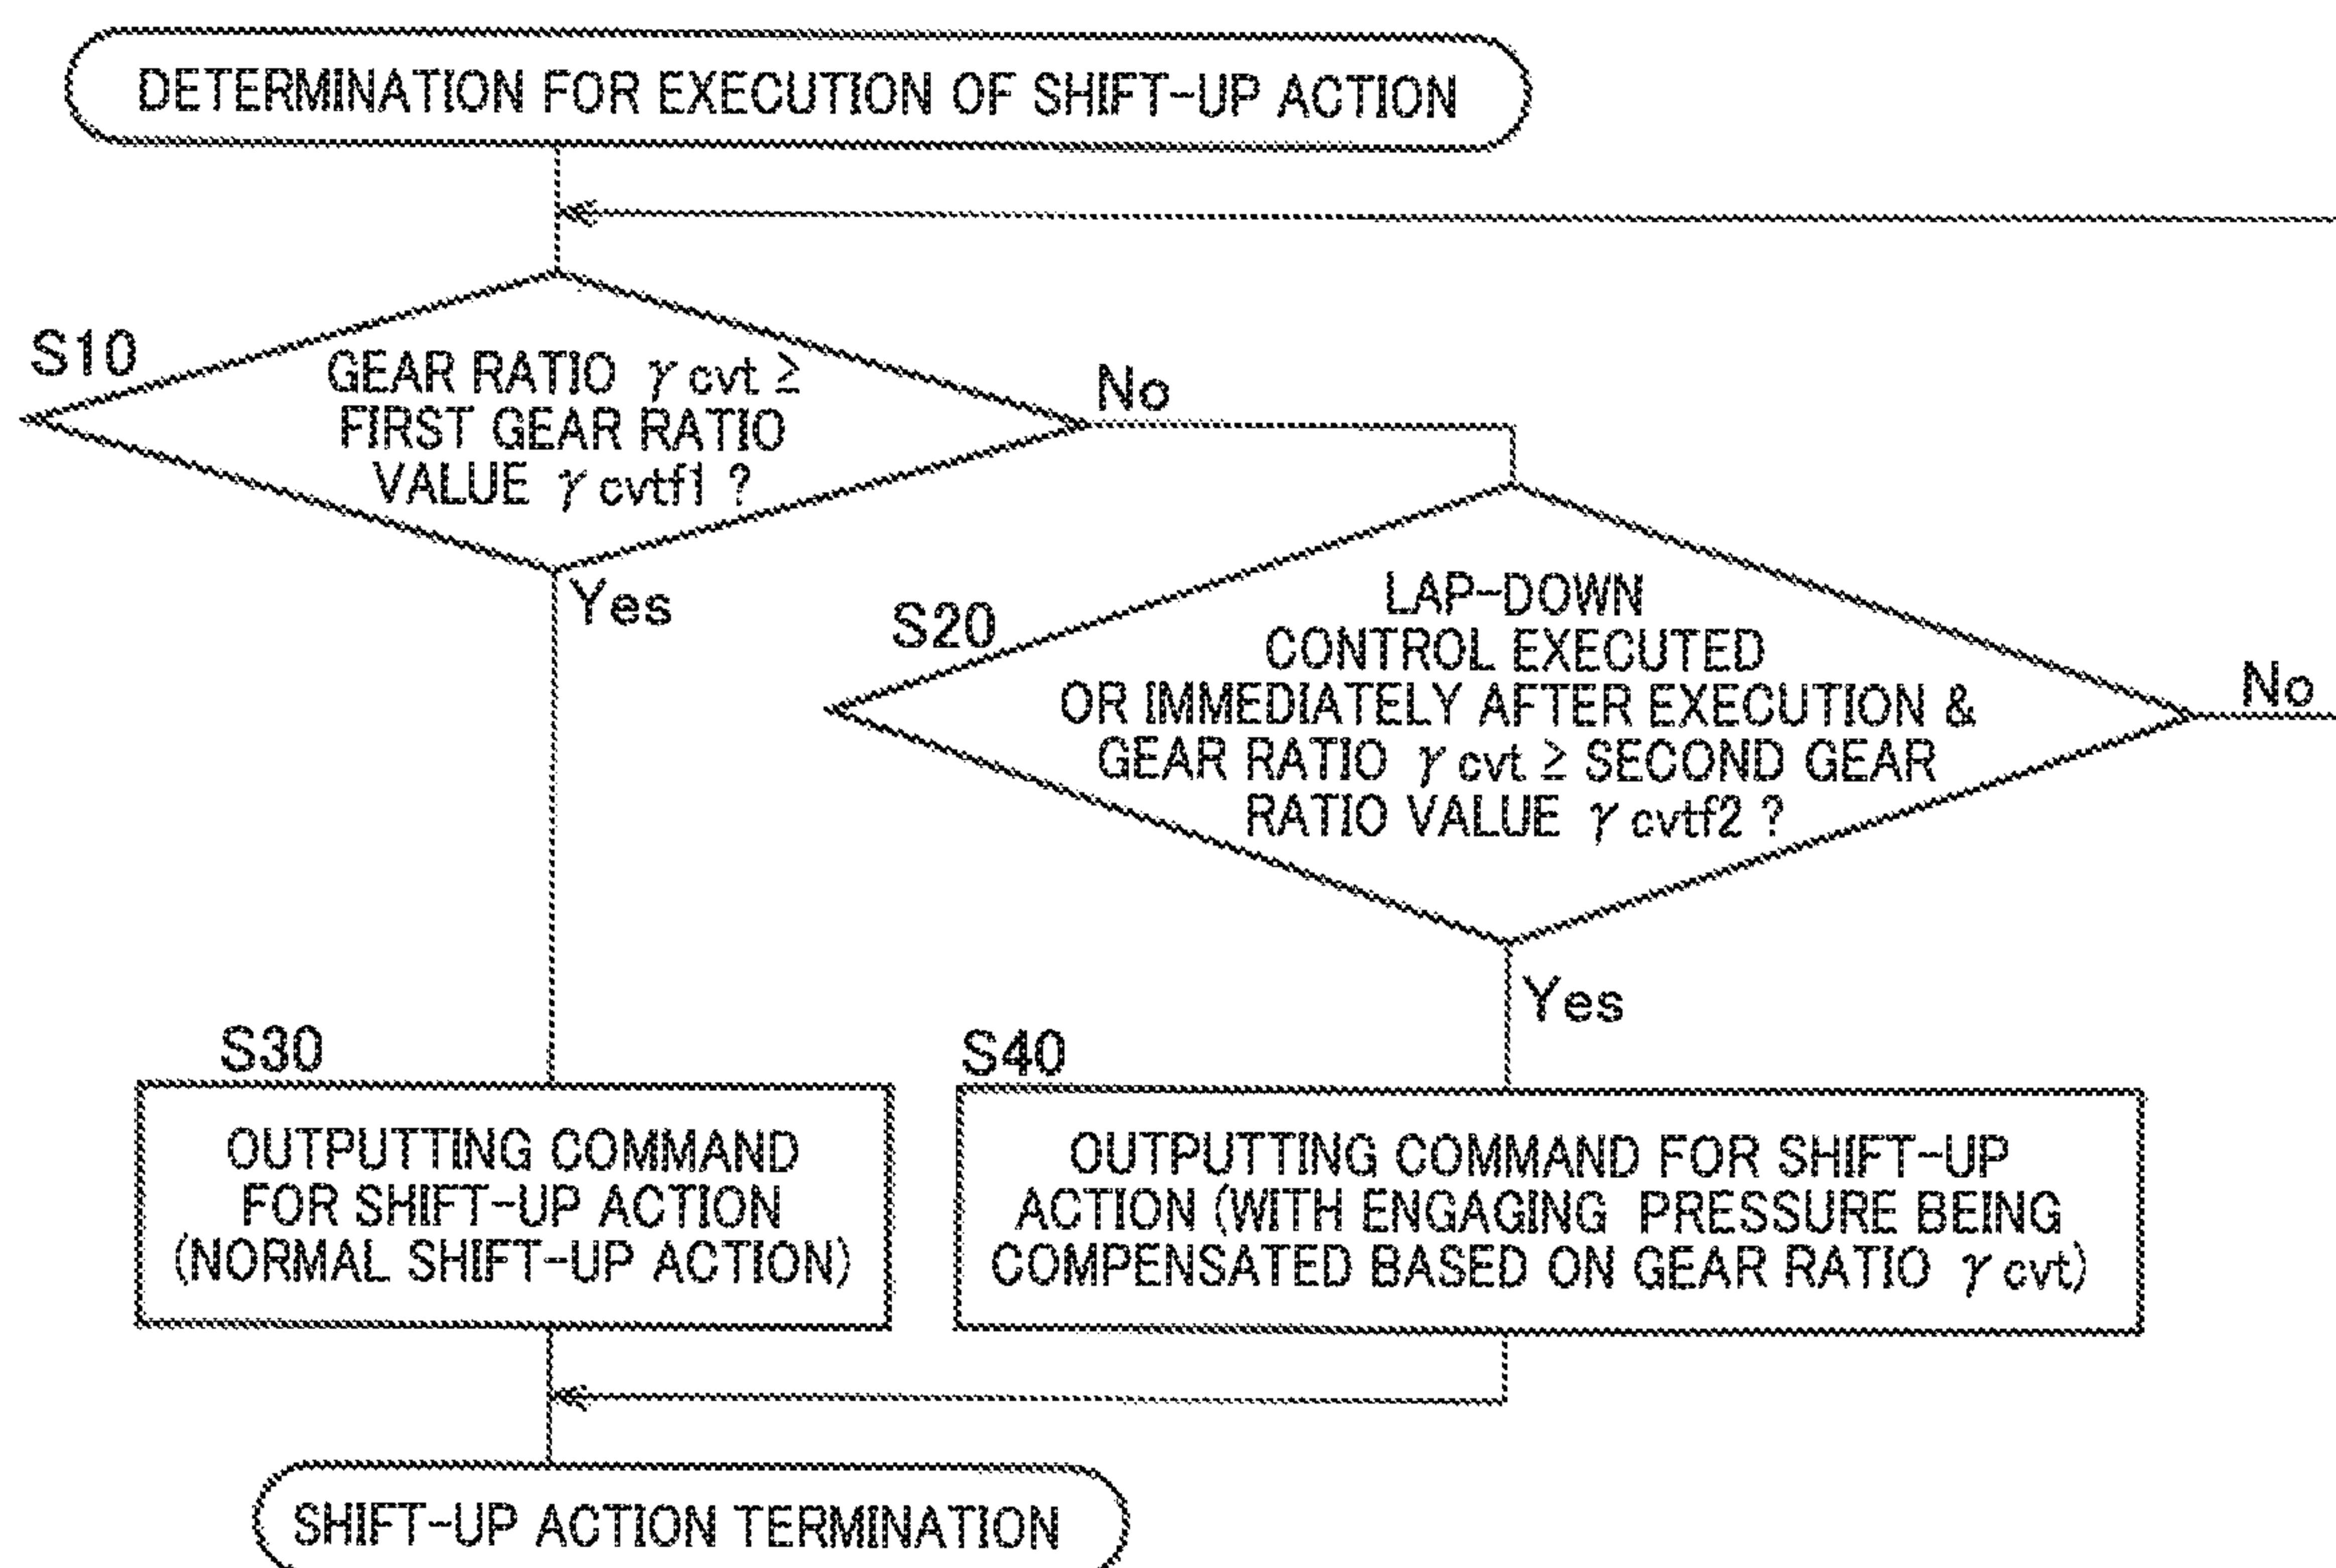 DETERMINATION FOR EXECUTION OF SHIFT-UP ACTION
S10
GEAR RATIO γcvt ≥
FIRST GEAR RATIO
VALUE γcvtf1 ?
No
Yes
S20
LAP-DOWN
CONTROL EXECUTED
OR IMMEDIATELY AFTER EXECUTION &
GEAR RATIO γcvt ≥ SECOND GEAR
RATIO VALUE γcvtf2 ?
No
Yes
S30
OUTPUTTING COMMAND
FOR SHIFT-UP ACTION
(NORMAL SHIFT-UP ACTION)
S40
OUTPUTTING COMMAND FOR SHIFT-UP
ACTION (WITH ENGAGING PRESSURE BEING
COMPENSATED BASED ON GEAR RATIO γcvt)
SHIFT-UP ACTION TERMINATION